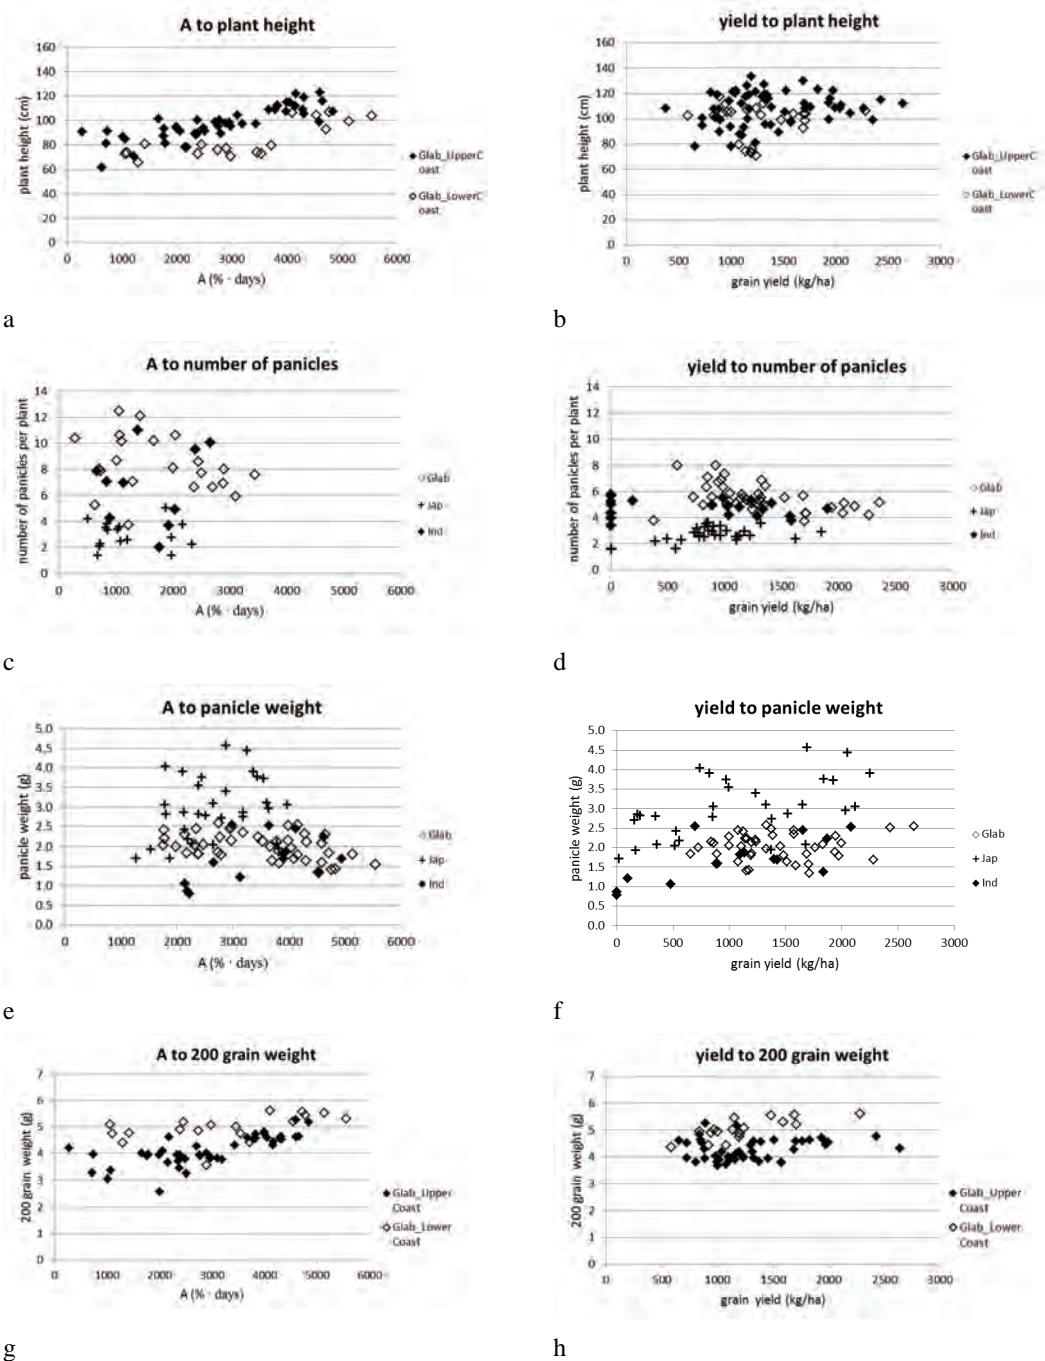 A to plant height
160
140
120
100
80
60
40
20
0
plant height (cm)
0 1000 2000 3000 4000 5000 6000
A (% · days)
Glab_UpperC
oast
Glab_LowerC
oast
a
yield to plant height
160
140
120
100
80
60
40
20
0
plant height (cm)
0 500 1000 1500 2000 2500 3000
grain yield (kg/ha)
Glab_UpperC
oast
Glab_LowerC
oast
b
A to number of panicles
14
12
10
8
6
4
2
0
number of panicles per plant
0 1000 2000 3000 4000 5000 6000
A (% · days)
Glab
Jap
Ind
c
yield to number of panicles
14
12
10
8
6
4
2
0
number of panicles per plant
0 500 1000 1500 2000 2500 3000
grain yield (kg/ha)
Glab
Jap
Ind
d
A to panicle weight
5.0
4.5
4.0
3.5
3.0
2.5
2.0
1.5
1.0
0.5
0.0
panicle weight (g)
0 1000 2000 3000 4000 5000 6000
A (% · days)
Glab
Jap
Ind
e
yield to panicle weight
5.0
4.5
4.0
3.5
3.0
2.5
2.0
1.5
1.0
0.5
0.0
panicle weight (g)
0 500 1000 1500 2000 2500 3000
grain yield (kg/ha)
Glab
Jap
Ind
f
A to 200 grain weight
7
6
5
4
3
2
1
0
200 grain weight (g)
0 1000 2000 3000 4000 5000 6000
A (% · days)
Glab_Upper
Coast
Glab_Lower
Coast
g
yield to 200 grain weight
7
6
5
4
3
2
1
0
200 grain weight (g)
0 500 1000 1500 2000 2500 3000
grain yield (kg/ha)
Glab_Upper
Coast
Glab_Lower
Coast
h